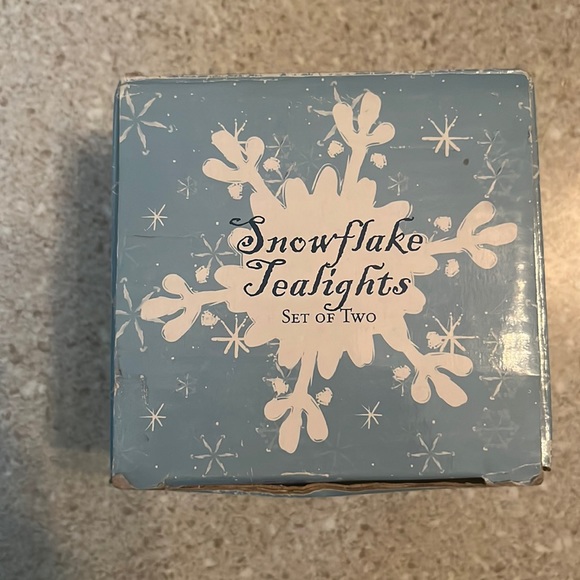 Snowflake
Tealights
Set of Two